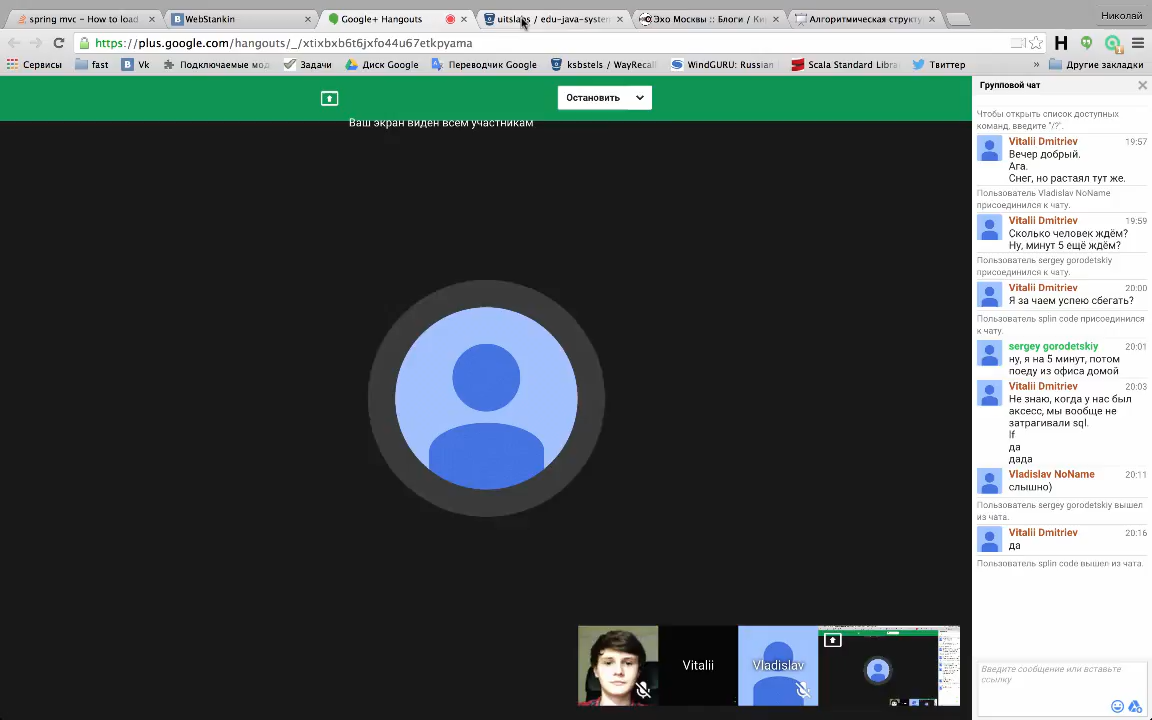 spring mvc – How to load
WEbStankin
Google+ Hangouts
uitslabs / edu-java-system
Эхо Москвы :: Блоги / Ки
Алгоритмическая структу
Николай
https://plus.google.com/hangouts/_/xtixbxb6t6jxfo44u67etkpyama
Сервисы
fast
Vk
Подключаемые мод
Задачи
Диск Google
Переводчик Google
ksbstels / WayRecall
WindGURU: Russian
Scala Standard Libra
Твиттер
»
Другие закладки
Остановить
Ваш экран виден всем участникам
Групповой чат
Чтобы открыть список доступных
команд, введите "/?".
Vitalii Dmitriev 19:57
Вечер добрый.
Ага.
Снег, но растаял тут же.
Пользователь Vladislav NoName
присоединился к чату.
Vitalii Dmitriev 19:59
Сколько человек ждём?
Ну, минут 5 ещё ждём?
Пользователь sergey gorodetskiy
присоединился к чату.
Vitalii Dmitriev 20:00
Я за чаем успею сбегать?
Пользователь splin code присоединился
к чату.
sergey gorodetskiy 20:01
ну, я на 5 минут, потом
поеду из офиса домой
Vitalii Dmitriev 20:03
Не знаю, когда у нас был
аксесс, мы вообще не
затрагивали sql.
lf
да
дада
Vladislav NoName 20:11
слышно)
Пользователь sergey gorodetskiy вышел
из чата.
Vitalii Dmitriev 20:16
да
Пользователь splin code вышел из чата.
Vitalii
Vladislav
Введите сообщение или вставьте
ссылку